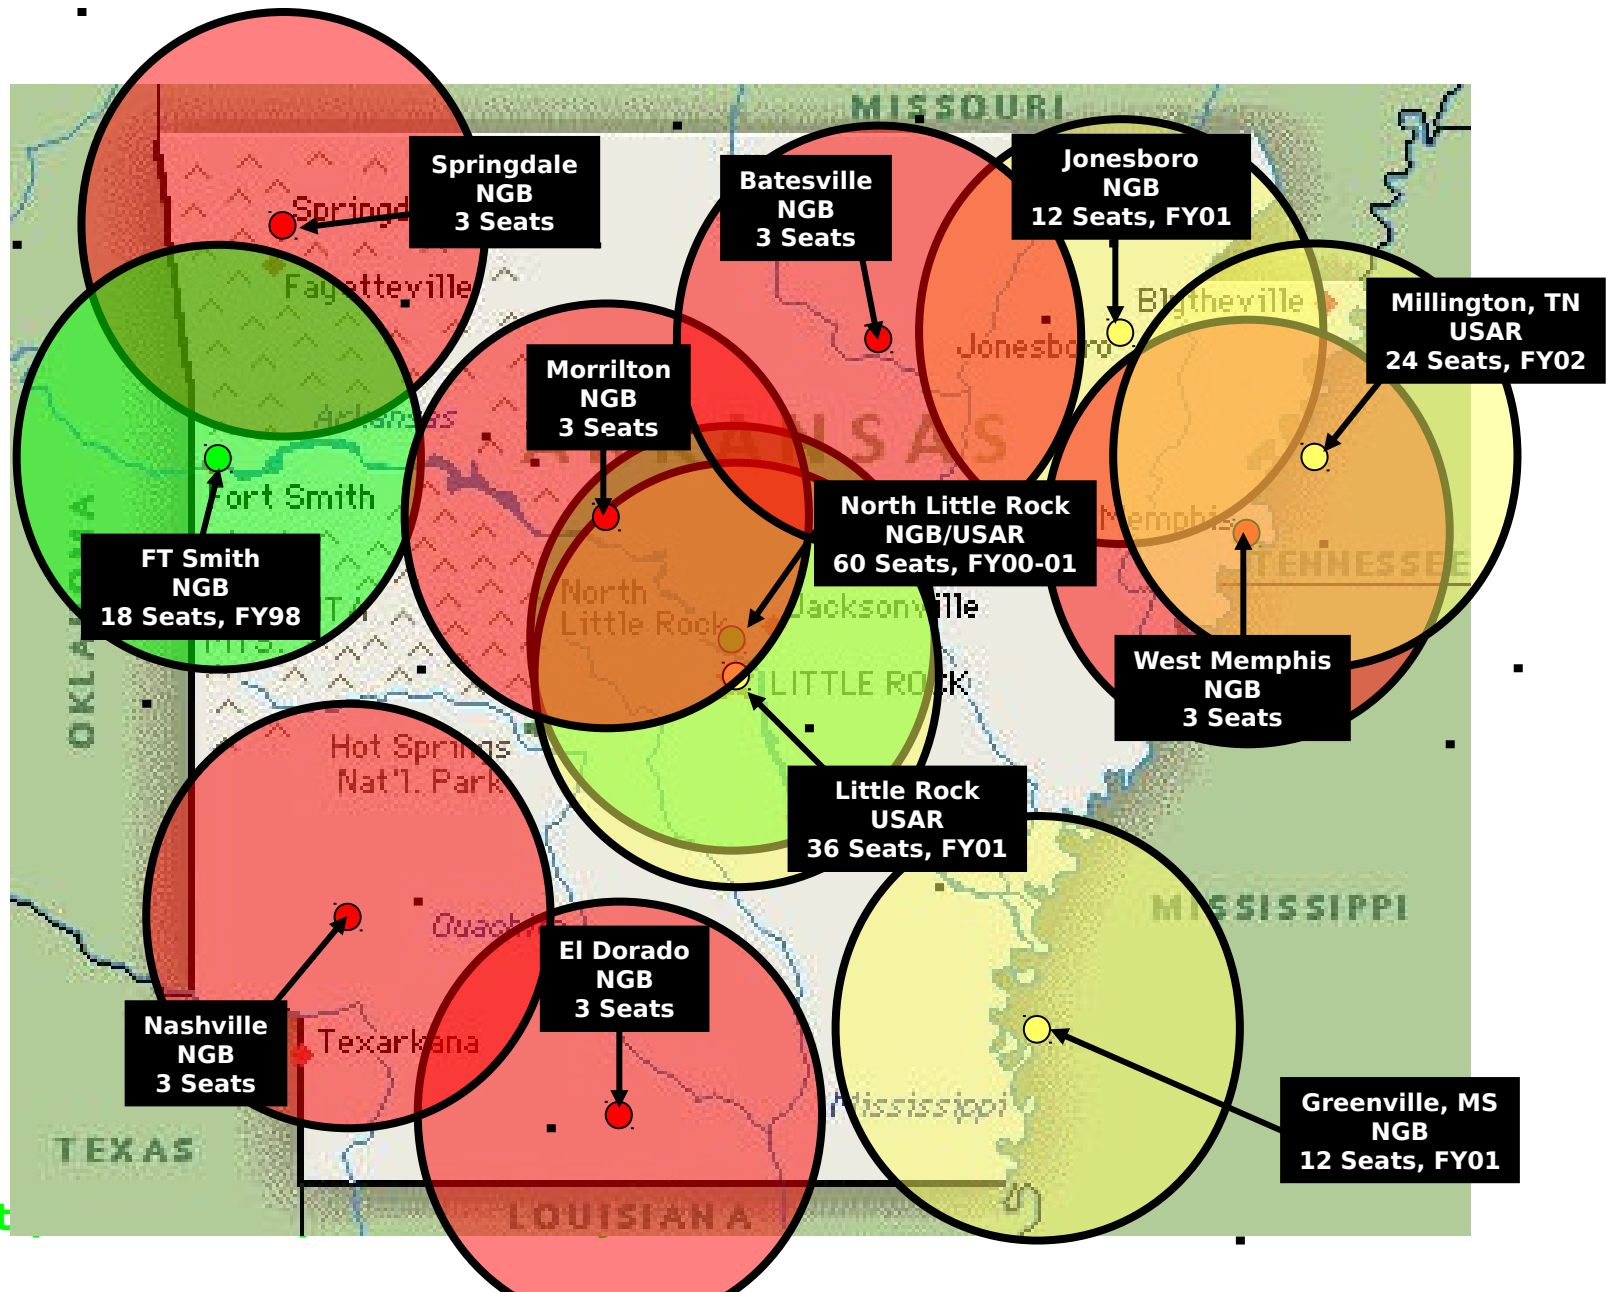 MISSOURI
Springdale
NGB
3 Seats
Batesville
NGB
3 Seats
Jonesboro
NGB
12 Seats, FY01
Fayetteville
Blytheville
Millington, TN
USAR
24 Seats, FY02
Jonesboro
Morrilton
NGB
3 Seats
Arkansas
Fort Smith
North Little Rock
NGB/USAR
60 Seats, FY00-01
Memphis
TENNESSEE
FT Smith
NGB
18 Seats, FY98
OKLAHOMA
MTS.
North
Little Rock
Jacksonville
LITTLE ROCK
West Memphis
NGB
3 Seats
Hot Springs
Nat'l. Park
Little Rock
USAR
36 Seats, FY01
MISSISSIPPI
El Dorado
NGB
3 Seats
Nashville
NGB
3 Seats
Texarkana
Mississippi
Greenville, MS
NGB
12 Seats, FY01
TEXAS
LOUISIANA